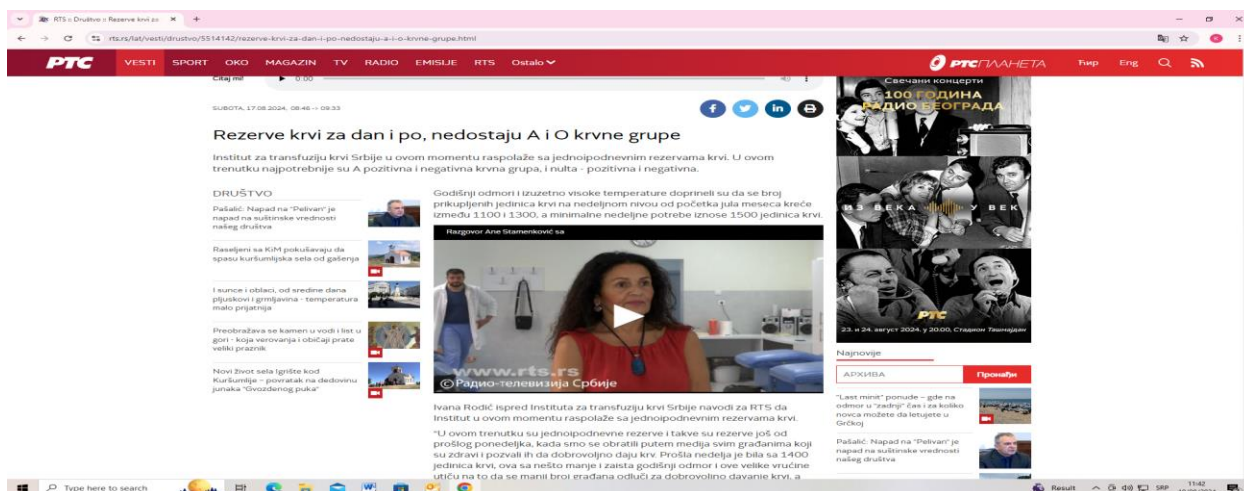 RTS :: Društvo :: Rezerve krvi za
rts.rs/lat/vesti/drustvo/5514142/rezerve-krvi-za-dan-i-po-nedostaju-a-i-o-krvne-grupe.html
РТС VESTI SPORT OKO MAGAZIN TV RADIO EMISIJE RTS Ostalo РТСПЛАНЕТА Ћир Eng
Čitaj mi!
0:00
SUBOTA, 17.08.2024, 08:48 -> 09:33
Rezerve krvi za dan i po, nedostaju A i O krvne grupe
Institut za transfuziju krvi Srbije u ovom momentu raspolaže sa jednoipodnevnim rezervama krvi. U ovom
trenutku najpotrebnije su A pozitivna i negativna krvna grupa, i nulta - pozitivna i negativna.
DRUŠTVO
Pašalić: Napad na "Pelivan" je
napad na suštinske vrednosti
našeg društva
Raseljeni sa KiM pokušavaju da
spasu kuršumlijska sela od gašenja
I sunce i oblaci, od sredine dana
pljuskovi i grmljavina - temperatura
malo prijatnija
Preobražava se kamen u vodi i list u
gori - koja verovanja i običaji prate
veliki praznik
Novi život sela Igrište kod
Kuršumlije – povratak na dedovinu
junaka "Gvozdenog puka"
Godišnji odmori i izuzetno visoke temperature doprineli su da se broj
prikupljenih jedinica krvi na nedeljnom nivou od početka jula meseca kreće
između 1100 i 1300, a minimalne nedeljne potrebe iznose 1500 jedinica krvi.
Razgovor Ane Stamenković sa
www.rts.rs
©Радио-телевизија Србије
Ivana Rodić ispred Instituta za transfuziju krvi Srbije navodi za RTS da
Institut u ovom momentu raspolaže sa jednoipodnevnim rezervama krvi.
"U ovom trenutku su jednoipodnevne rezerve i takve su rezerve još od
prošlog ponedeljka, kada smo se obratili putem medija svim građanima koji
su zdravi i pozvali ih da dobrovoljno daju krv. Prošla nedelja je bila sa 1400
jedinica krvi, ova sa nešto manje i zaista godišnji odmor i ove velike vrućine
utiču na to da se manji broj građana odluči za dobrovoljno davanje krvi, a
Свечани концерти
100 ГОДИНА
РАДИО БЕОГРАДА
ИЗ ВЕКА У ВЕК
РТС
23. и 24. август 2024. у 20.00, Стадион Ташмајдан
Najnovije
АРХИВА Пронађи
"Last minit" ponude – gde na
odmor u "zadnji" čas i za koliko
novca možete da letujete u
Grčkoj
Pašalić: Napad na "Pelivan" je
napad na suštinske vrednosti
našeg društva
Type here to search
Result
SRP
11:42